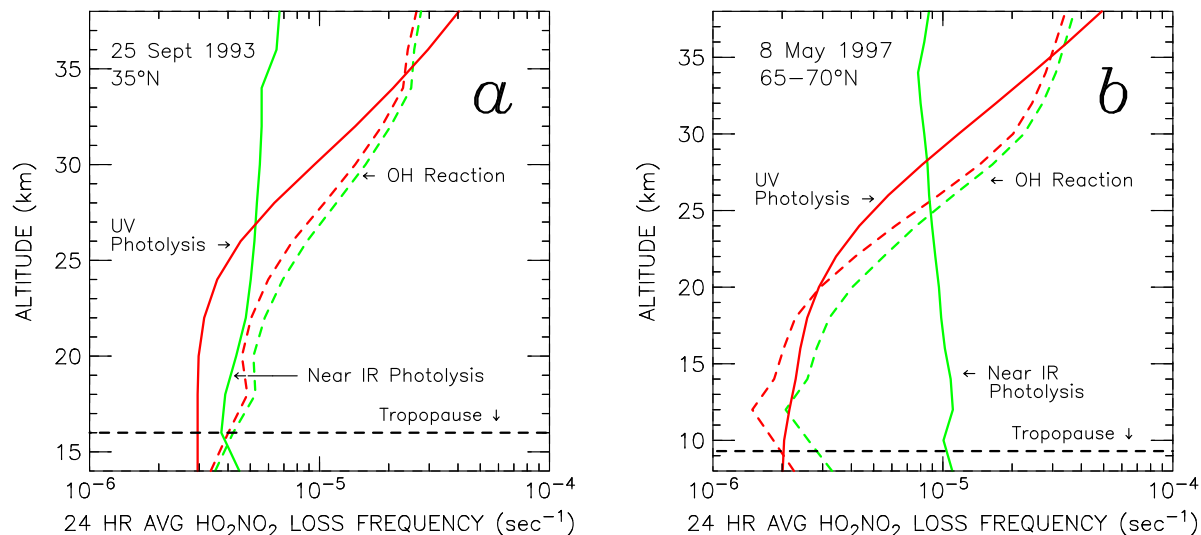 25 Sept 1993
35°N
a
OH Reaction
UV
Photolysis →
← Near IR Photolysis
Tropopause ↓
35
30
25
20
15
ALTITUDE (km)
10⁻⁶
10⁻⁵
10⁻⁴
24 HR AVG HO₂NO₂ LOSS FREQUENCY (sec⁻¹)
8 May 1997
65–70°N
b
← OH Reaction
UV
Photolysis →
← Near IR
Photolysis
Tropopause ↓
35
30
25
20
15
10
ALTITUDE (km)
10⁻⁶
10⁻⁵
10⁻⁴
24 HR AVG HO₂NO₂ LOSS FREQUENCY (sec⁻¹)